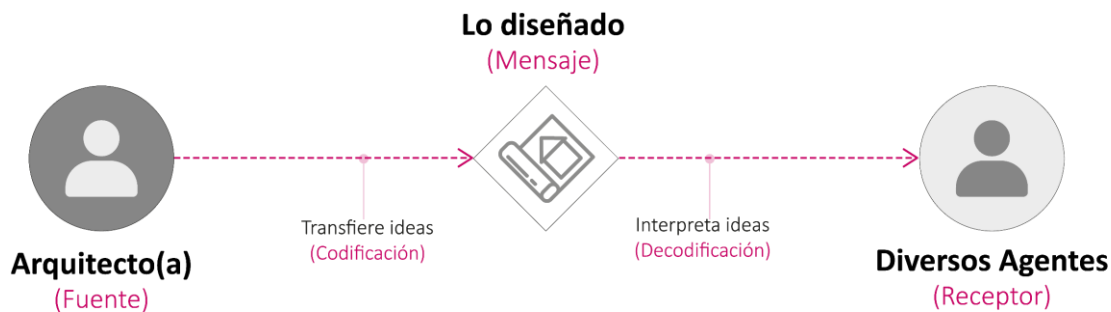 Lo diseñado
(Mensaje)
Transfiere ideas
(Codificación)
Interpreta ideas
(Decodificación)
Arquitecto(a)
(Fuente)
Diversos Agentes
(Receptor)